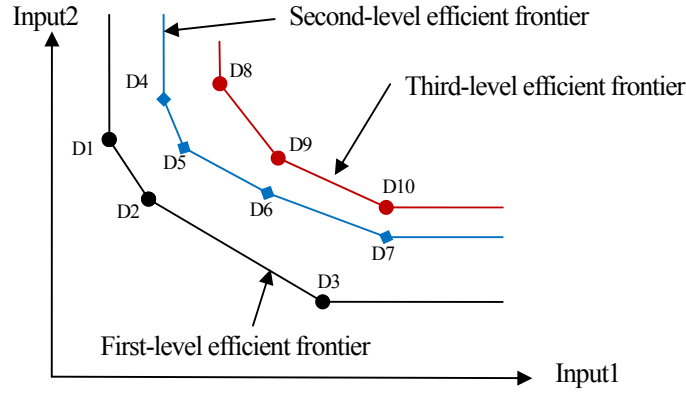 Input2
Second-level efficient frontier
D8
D4
Third-level efficient frontier
D1
D5
D9
D10
D2
D6
D7
D3
First-level efficient frontier
Input1